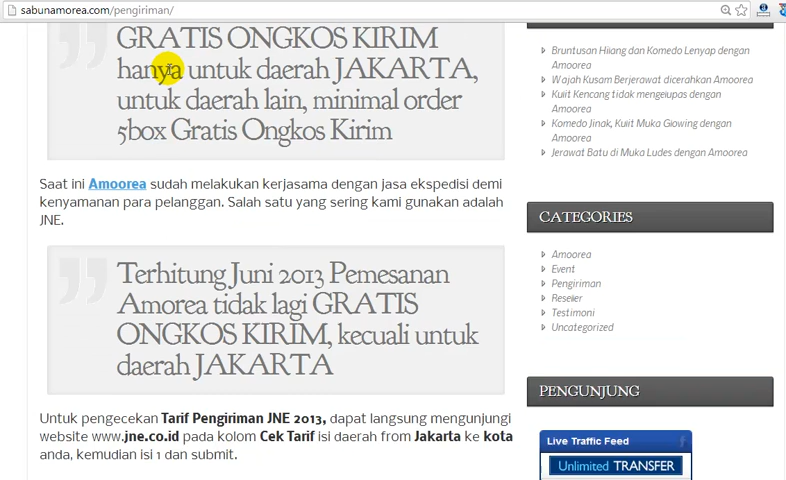 sabunamorea.com/pengiriman/
GRATIS ONGKOS KIRIM
hanya untuk daerah JAKARTA,
untuk daerah lain, minimal order
5box Gratis Ongkos Kirim
Saat ini Amoorea sudah melakukan kerjasama dengan jasa ekspedisi demi
kenyamanan para pelanggan. Salah satu yang sering kami gunakan adalah
JNE.
Terhitung Juni 2013 Pemesanan
Amorea tidak lagi GRATIS
ONGKOS KIRIM, kecuali untuk
daerah JAKARTA
Untuk pengecekan Tarif Pengiriman JNE 2013, dapat langsung mengunjungi
website www.jne.co.id pada kolom Cek Tarif isi daerah from Jakarta ke kota
anda, kemudian isi 1 dan submit.
Bruntusan Hilang dan Komedo Lenyap dengan
Amoorea
Wajah Kusam Berjerawat dicerahkan Amoorea
Kulit Kencang tidak mengelupas dengan
Amoorea
Komedo Jinak, Kulit Muka Glowing dengan
Amoorea
Jerawat Batu di Muka Ludes dengan Amoorea
CATEGORIES
Amoorea
Event
Pengiriman
Reseller
Testimoni
Uncategorized
PENGUNJUNG
Live Traffic Feed
Unlimited TRANSFER